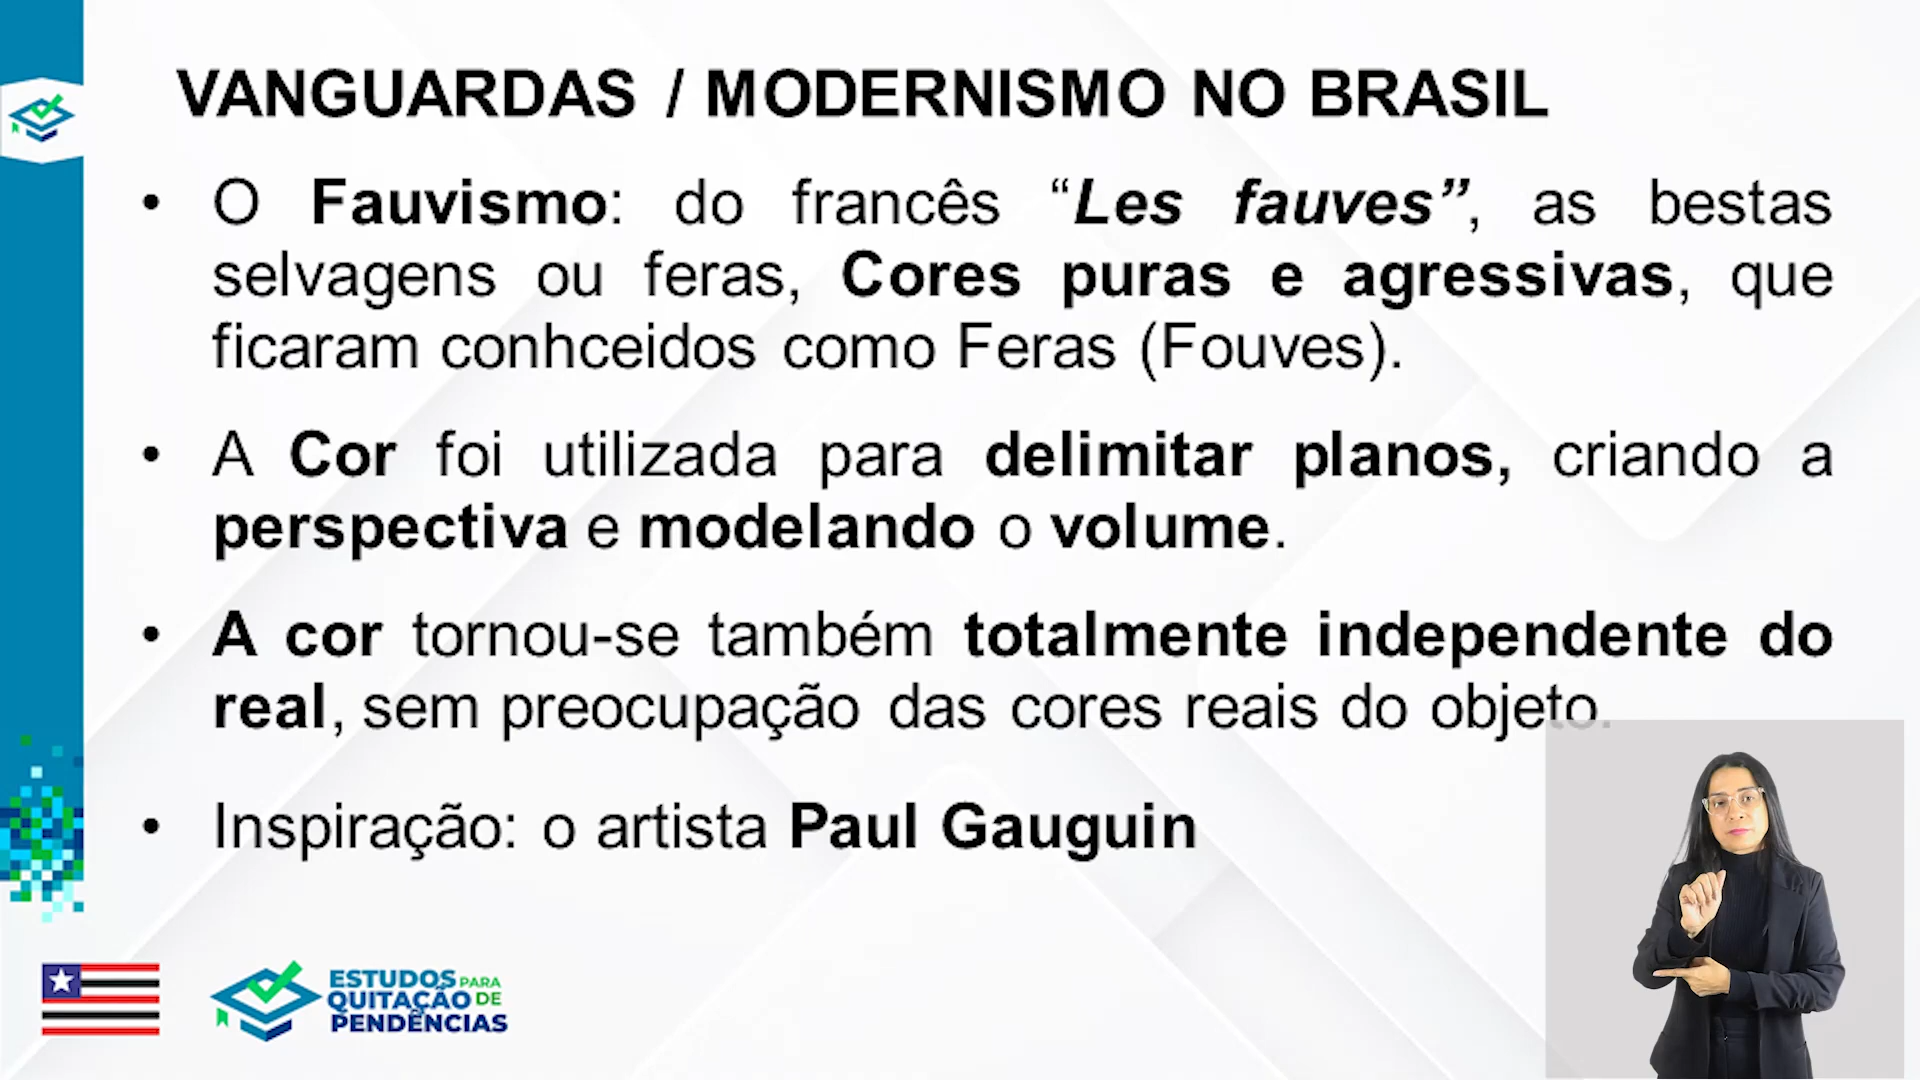 VANGUARDAS / MODERNISMO NO BRASIL
• O Fauvismo: do francês “Les fauves”, as bestas
selvagens ou feras, Cores puras e agressivas, que
ficaram conhceidos como Feras (Fouves).
• A Cor foi utilizada para delimitar planos, criando a
perspectiva e modelando o volume.
• A cor tornou-se também totalmente independente do
real, sem preocupação das cores reais do objeto.
• Inspiração: o artista Paul Gauguin
ESTUDOS PARA
QUITAÇÃO DE
PENDÊNCIAS